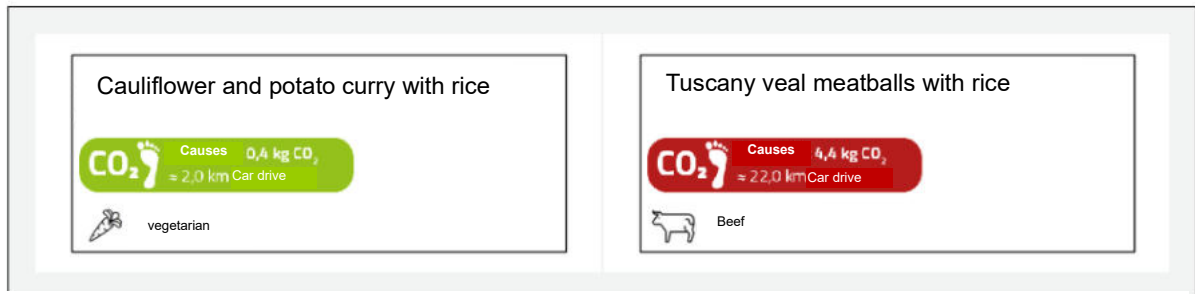 Cauliflower and potato curry with rice
CO₂ Causes 0,4 kg CO₂
≈ 2,0 km Car drive
vegetarian
Tuscany veal meatballs with rice
CO₂ Causes 4,4 kg CO₂
≈ 22,0 km Car drive
Beef